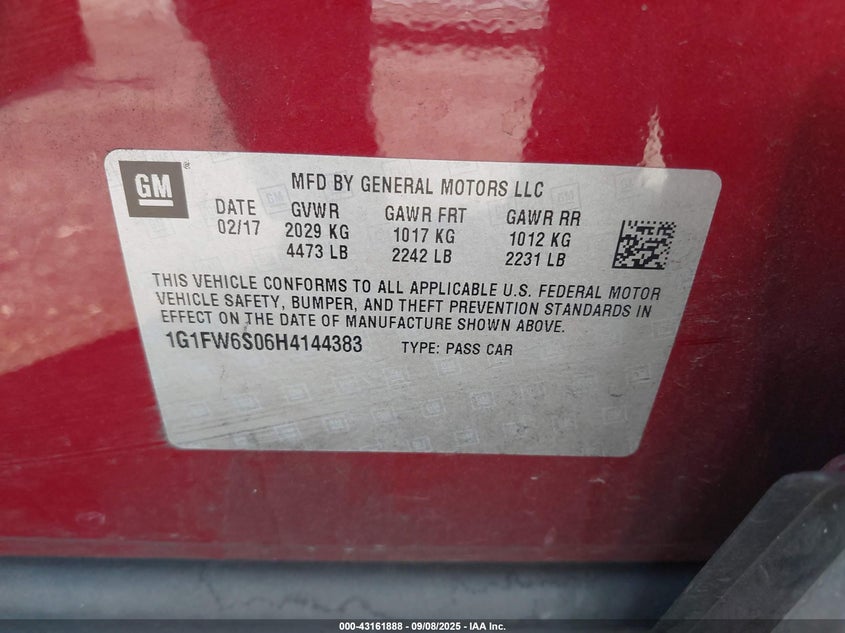 GM ®
MFD BY GENERAL MOTORS LLC
DATE GVWR GAWR FRT GAWR RR
02/17 2029 KG 1017 KG 1012 KG
4473 LB 2242 LB 2231 LB
THIS VEHICLE CONFORMS TO ALL APPLICABLE U.S. FEDERAL MOTOR
VEHICLE SAFETY, BUMPER, AND THEFT PREVENTION STANDARDS IN
EFFECT ON THE DATE OF MANUFACTURE SHOWN ABOVE.
1G1FW6S06H4144383 TYPE: PASS CAR
000-43161888 - 09/08/2025 - IAA Inc.